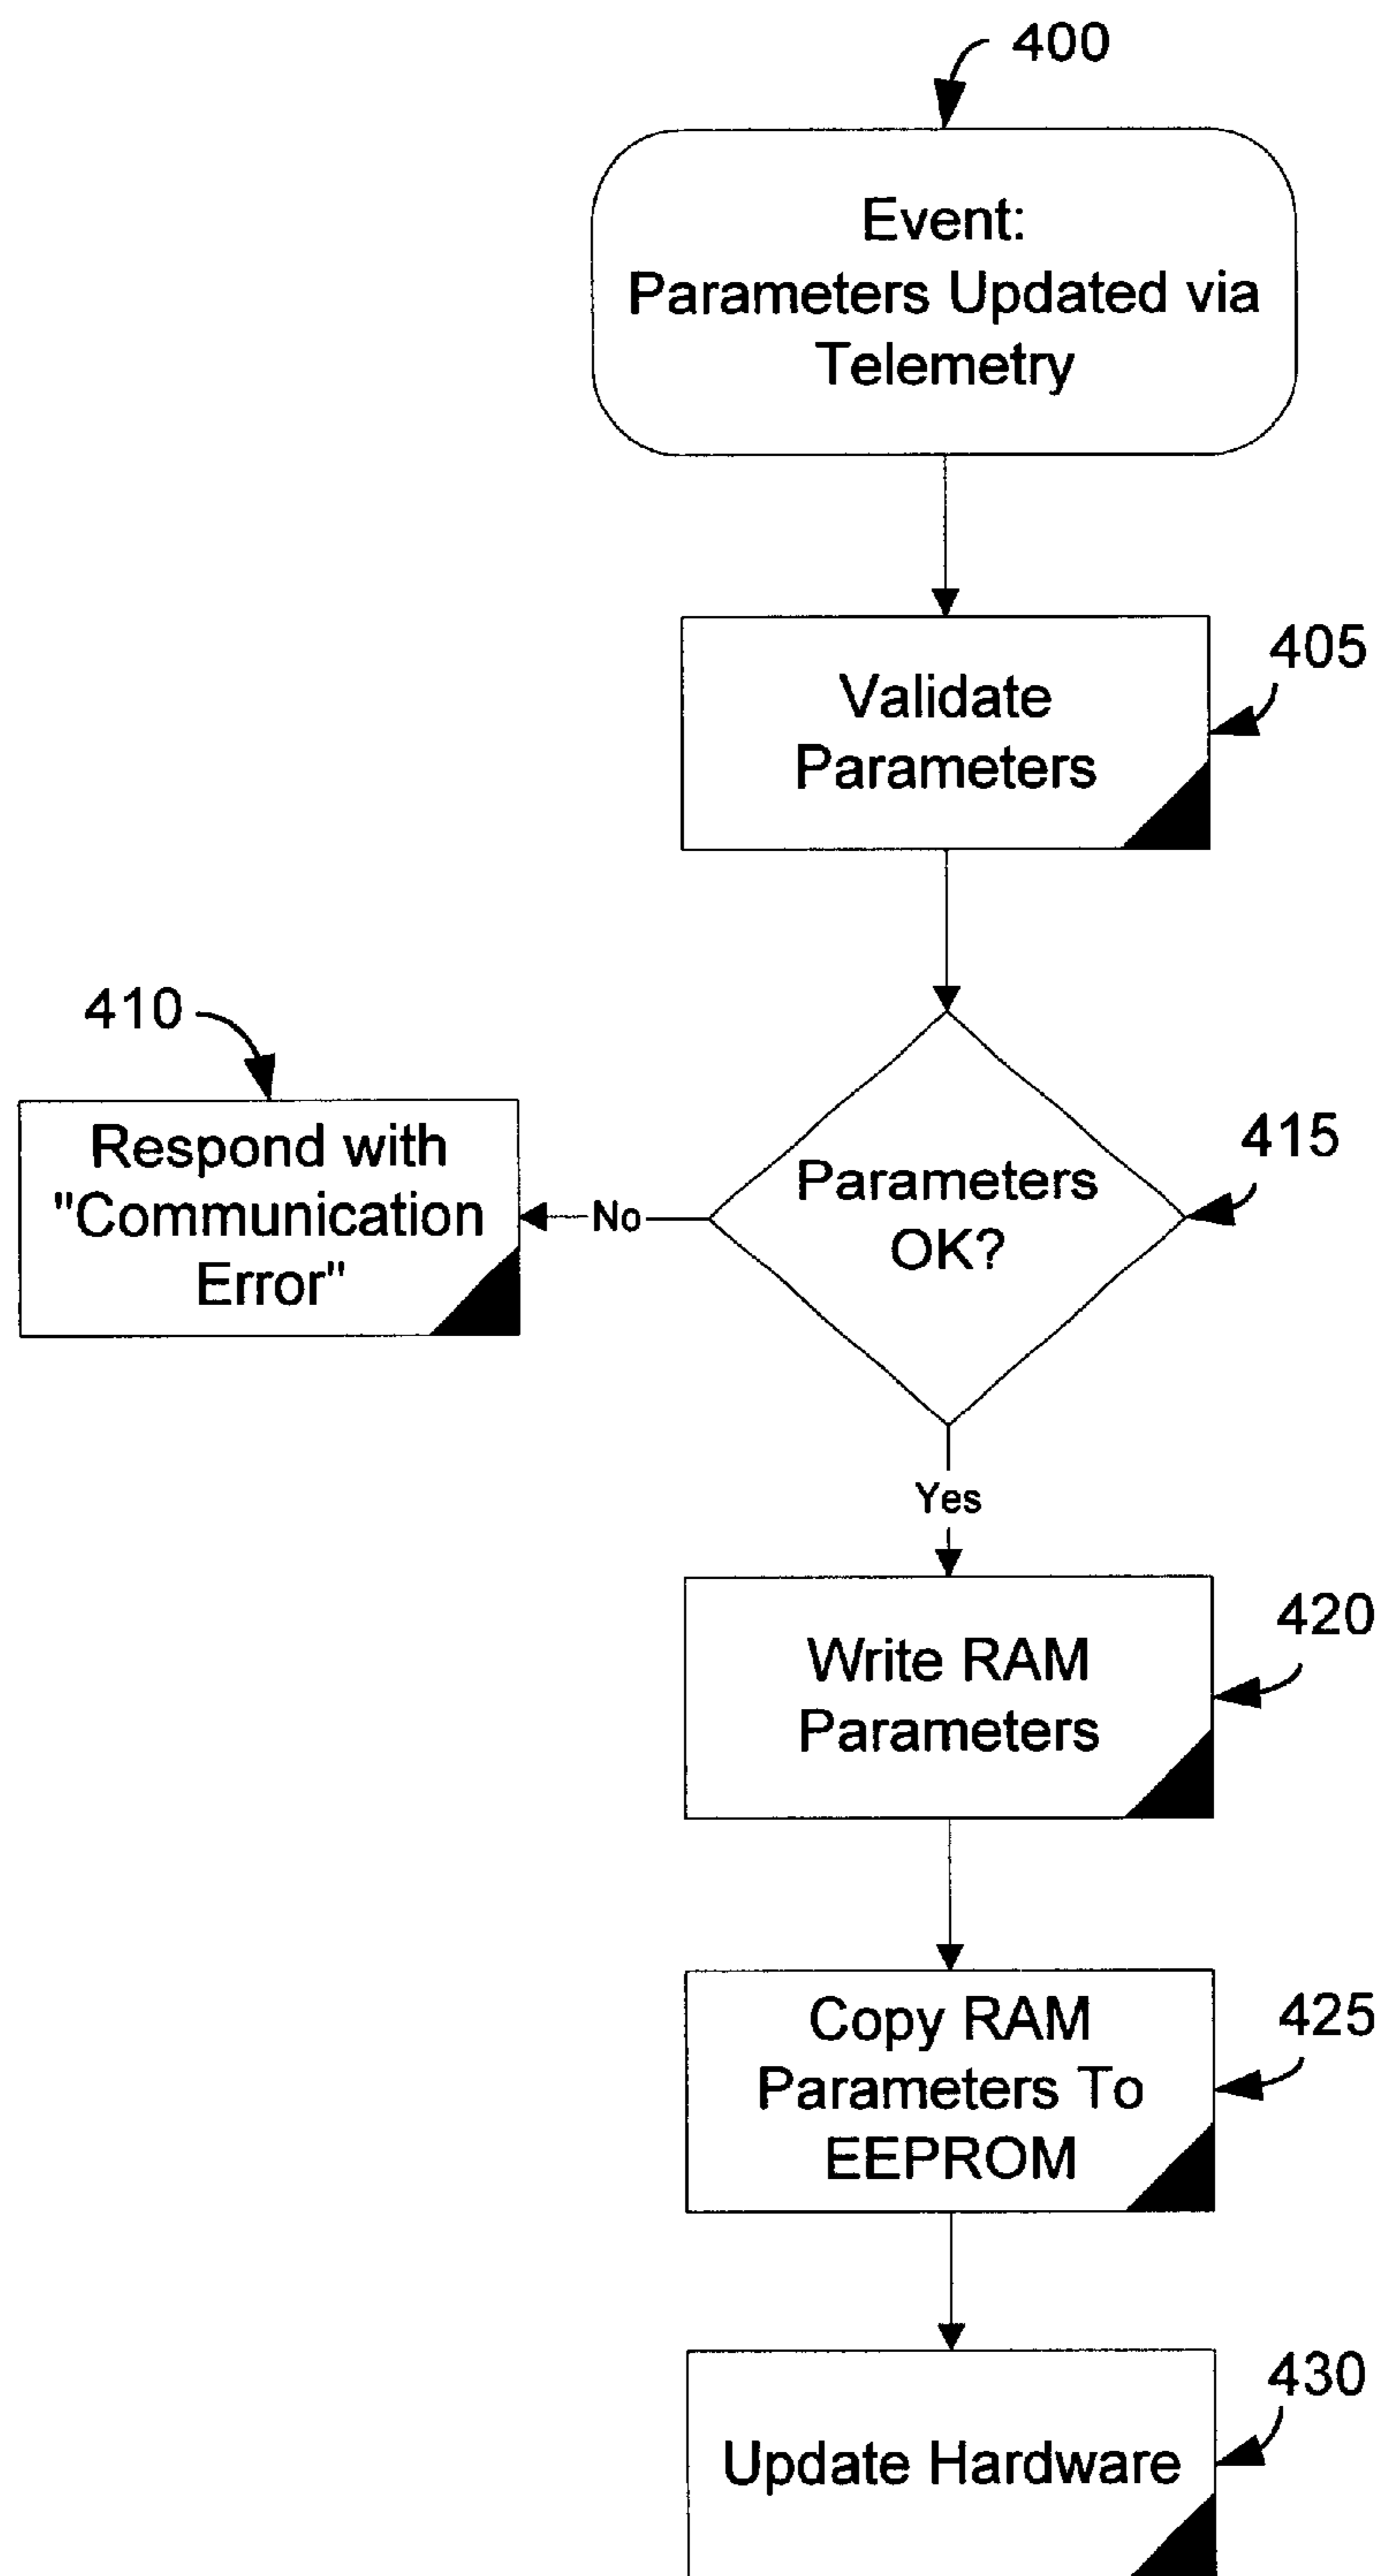 400
Event:
Parameters Updated via
Telemetry
405
Validate
Parameters
410
Respond with
"Communication
Error"
No
415
Parameters
OK?
Yes
420
Write RAM
Parameters
425
Copy RAM
Parameters To
EEPROM
430
Update Hardware